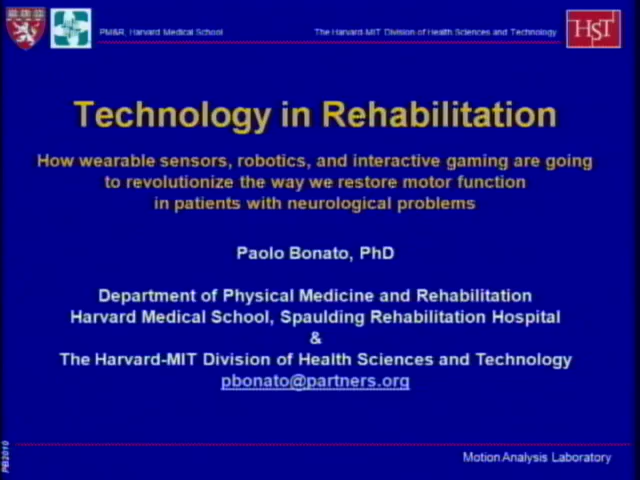 PM&R, Harvard Medical School
The Harvard-MIT Division of Health Sciences and Technology
HST
Technology in Rehabilitation
How wearable sensors, robotics, and interactive gaming are going
to revolutionize the way we restore motor function
in patients with neurological problems
Paolo Bonato, PhD
Department of Physical Medicine and Rehabilitation
Harvard Medical School, Spaulding Rehabilitation Hospital
&
The Harvard-MIT Division of Health Sciences and Technology
pbonato@partners.org
PB2010
Motion Analysis Laboratory